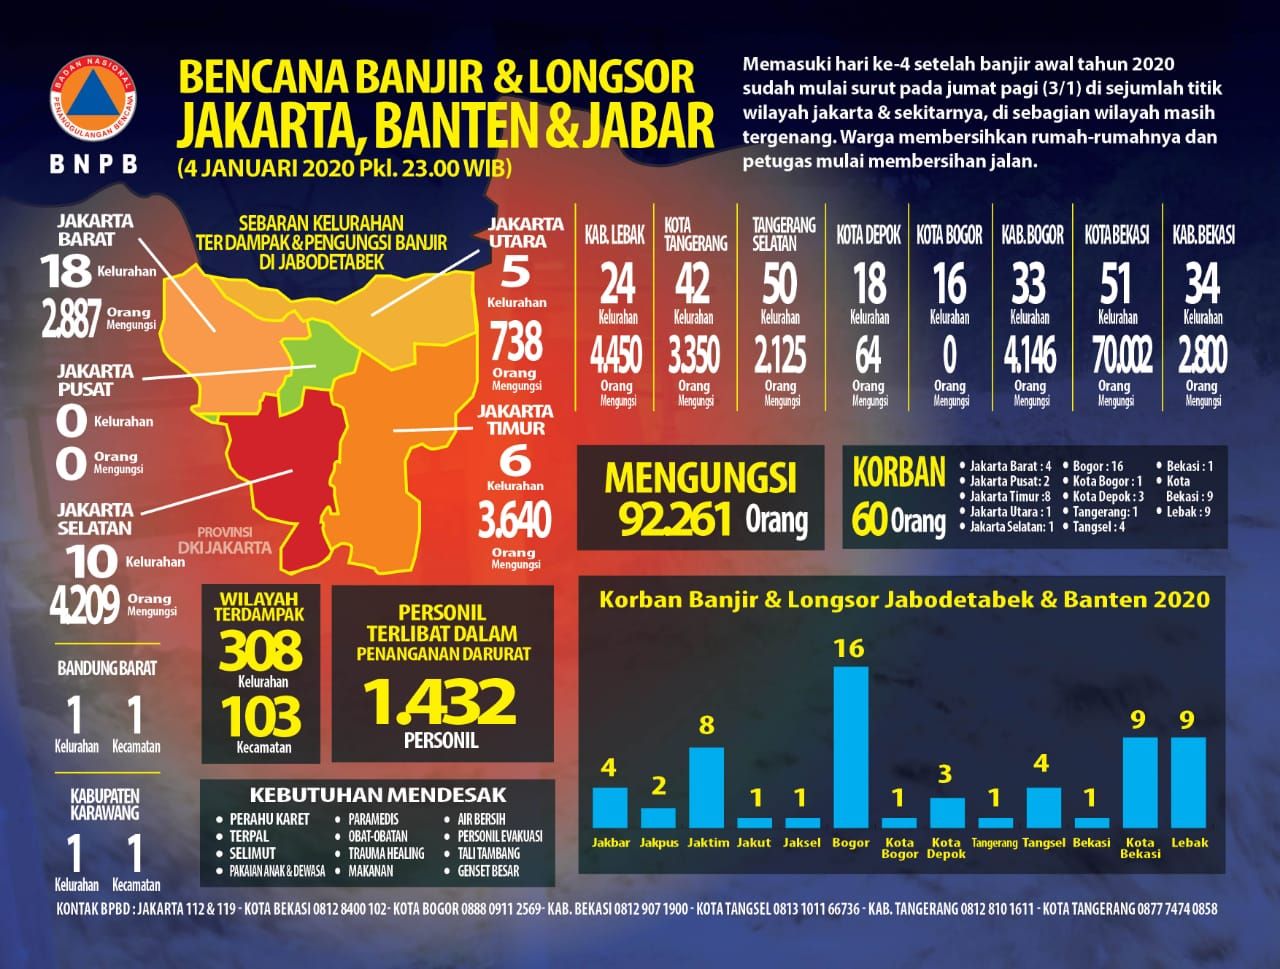 BADAN NASIONAL
PENANGGULANGAN BENCANA
BNPB
BENCANA BANJIR & LONGSOR
JAKARTA, BANTEN & JABAR
(4 JANUARI 2020 Pkl. 23.00 WIB)
Memasuki hari ke-4 setelah banjir awal tahun 2020
sudah mulai surut pada jumat pagi (3/1) di sejumlah titik
wilayah jakarta & sekitarnya, di sebagian wilayah masih
tergenang. Warga membersihkan rumah-rumahnya dan
petugas mulai membersihan jalan.
SEBARAN KELURAHAN
TERDAMPAK & PENGUNGSI BANJIR
DI JABODETABEK
JAKARTA
BARAT
18 Kelurahan
2.887 Orang
Mengungsi
JAKARTA
PUSAT
0 Kelurahan
0 Orang
Mengungsi
JAKARTA
SELATAN
10 Kelurahan
4.209 Orang
Mengungsi
PROVINSI
DKI JAKARTA
JAKARTA
UTARA
5
Kelurahan
738
Orang
Mengungsi
JAKARTA
TIMUR
6
Kelurahan
3.640
Orang
Mengungsi
KAB. LEBAK
24
Kelurahan
4.450
Orang
Mengungsi
KOTA
TANGERANG
42
Kelurahan
3.350
Orang
Mengungsi
TANGERANG
SELATAN
50
Kelurahan
2.125
Orang
Mengungsi
KOTA DEPOK
18
Kelurahan
64
Orang
Mengungsi
KOTA BOGOR
16
Kelurahan
0
Orang
Mengungsi
KAB. BOGOR
33
Kelurahan
4.146
Orang
Mengungsi
KOTA BEKASI
51
Kelurahan
70.002
Orang
Mengungsi
KAB. BEKASI
34
Kelurahan
2.800
Orang
Mengungsi
MENGUNGSI
92.261 Orang
KORBAN
60 Orang
• Jakarta Barat : 4
• Jakarta Pusat: 2
• Jakarta Timur :8
• Jakarta Utara : 1
• Jakarta Selatan: 1
• Bogor : 16
• Kota Bogor : 1
• Kota Depok : 3
• Tangerang: 1
• Tangsel : 4
• Bekasi : 1
• Kota
Bekasi : 9
• Lebak : 9
BANDUNG BARAT
1 1
Kelurahan Kecamatan
KABUPATEN
KARAWANG
1 1
Kelurahan Kecamatan
WILAYAH
TERDAMPAK
308
Kelurahan
103
Kecamatan
PERSONIL
TERLIBAT DALAM
PENANGANAN DARURAT
1.432
PERSONIL
KEBUTUHAN MENDESAK
• PERAHU KARET
• TERPAL
• SELIMUT
• PAKAIAN ANAK & DEWASA
• PARAMEDIS
• OBAT-OBATAN
• TRAUMA HEALING
• MAKANAN
• AIR BERSIH
• PERSONIL EVAKUASI
• TALI TAMBANG
• GENSET BESAR
Korban Banjir & Longsor Jabodetabek & Banten 2020
4 2 8 1 1 16 1 3 1 4 1 9 9
Jakbar Jakpus Jaktim Jakut Jaksel Bogor Kota Bogor Kota Depok Tangerang Tangsel Bekasi Kota Bekasi Lebak
KONTAK BPBD : JAKARTA 112 & 119 - KOTA BEKASI 0812 8400 102- KOTA BOGOR 0888 0911 2569- KAB. BEKASI 0812 907 1900 - KOTA TANGSEL 0813 1011 66736 - KAB. TANGERANG 0812 810 1611 - KOTA TANGERANG 0877 7474 0858